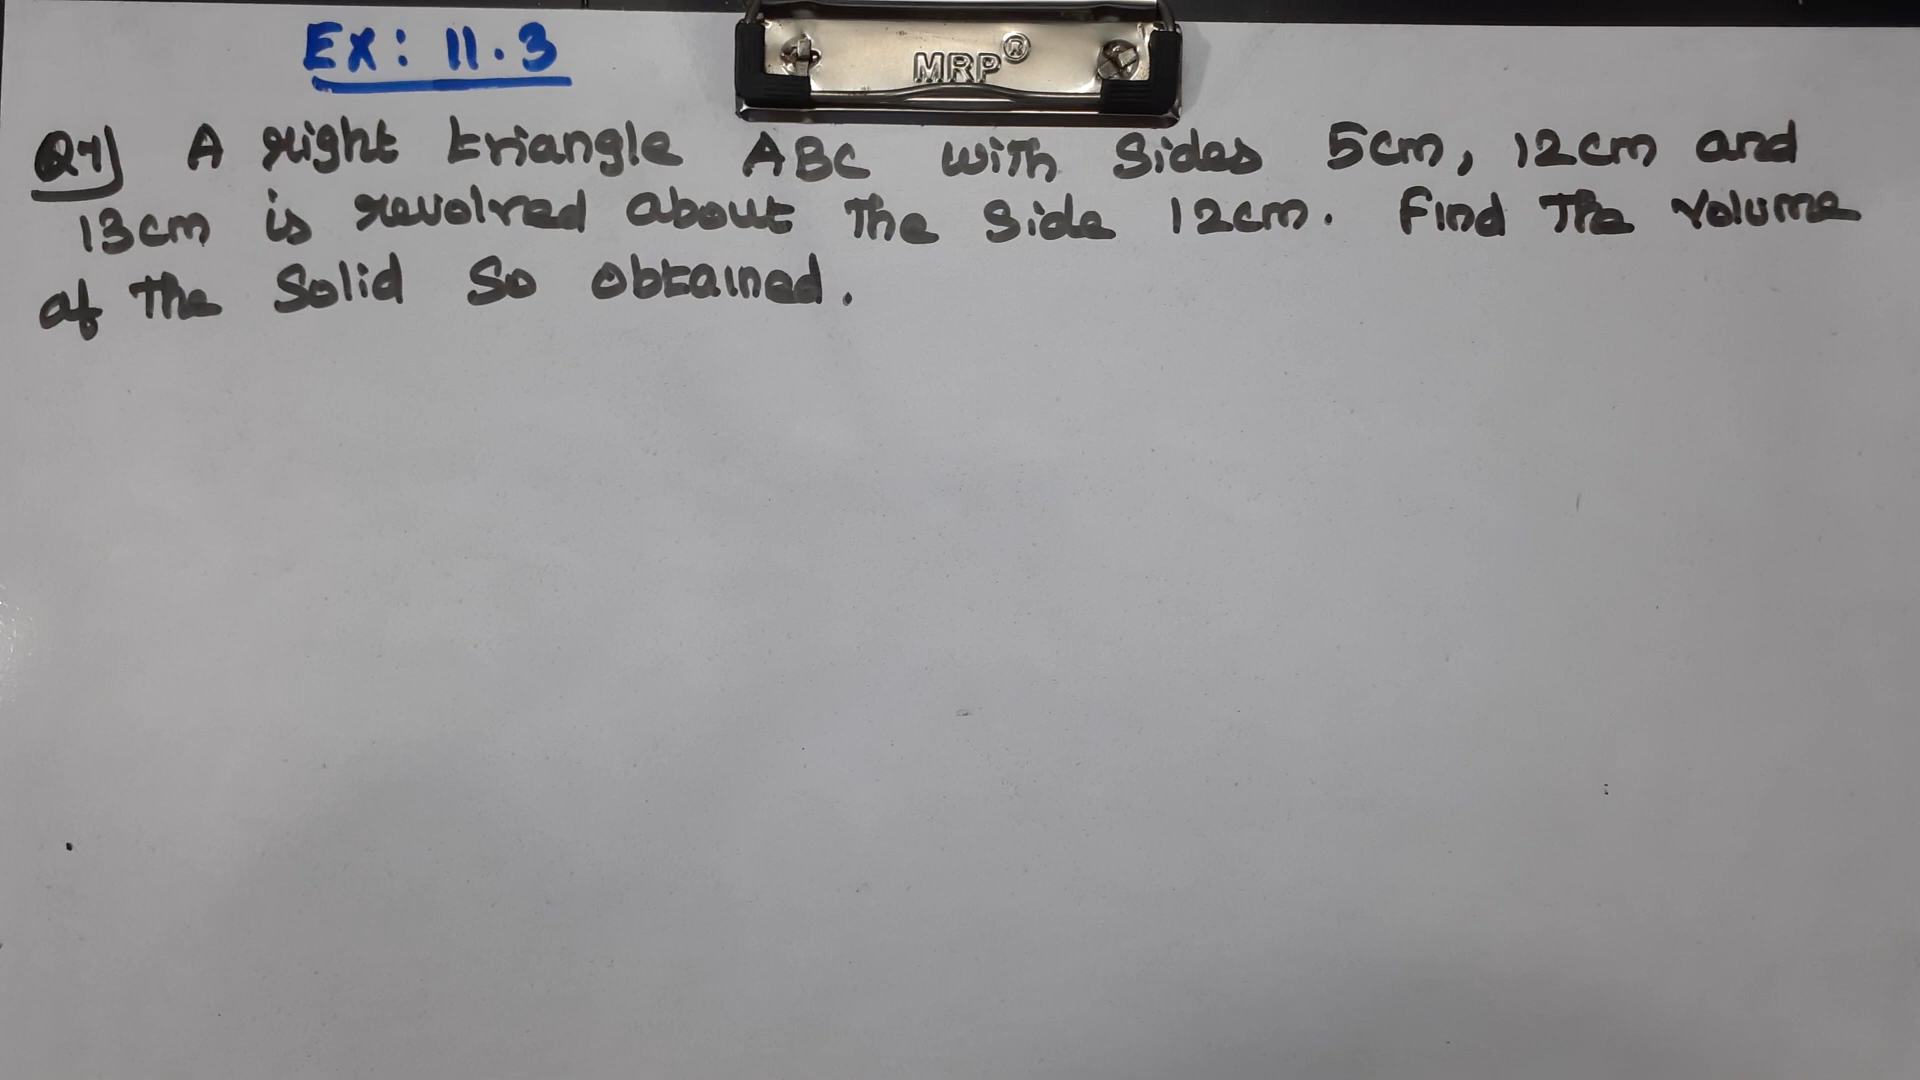 EX: 11.3
MRP®
Q7) A right triangle ABC with Sides 5cm, 12cm and
13cm is revolved about The Side 12cm. Find The Volume
of The Solid So obtained.